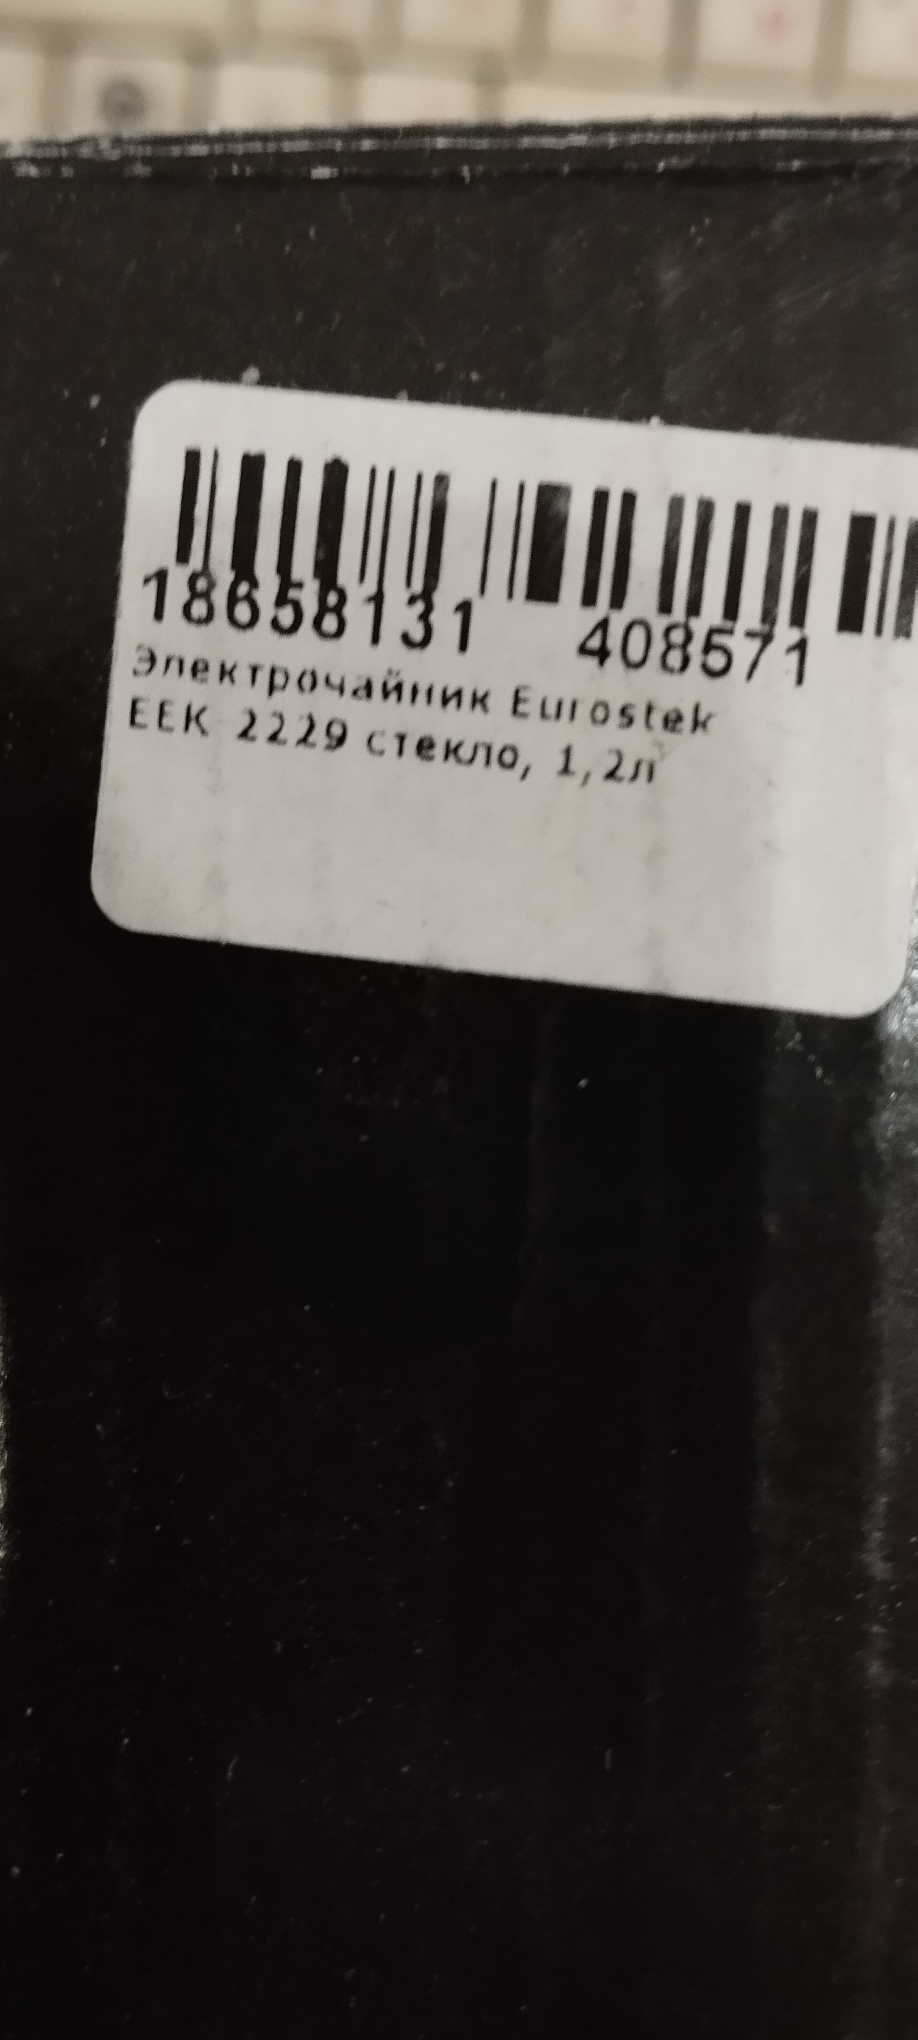 18658131 408571
Электрочайник Eurostek
EEK 2229 стекло, 1,2л